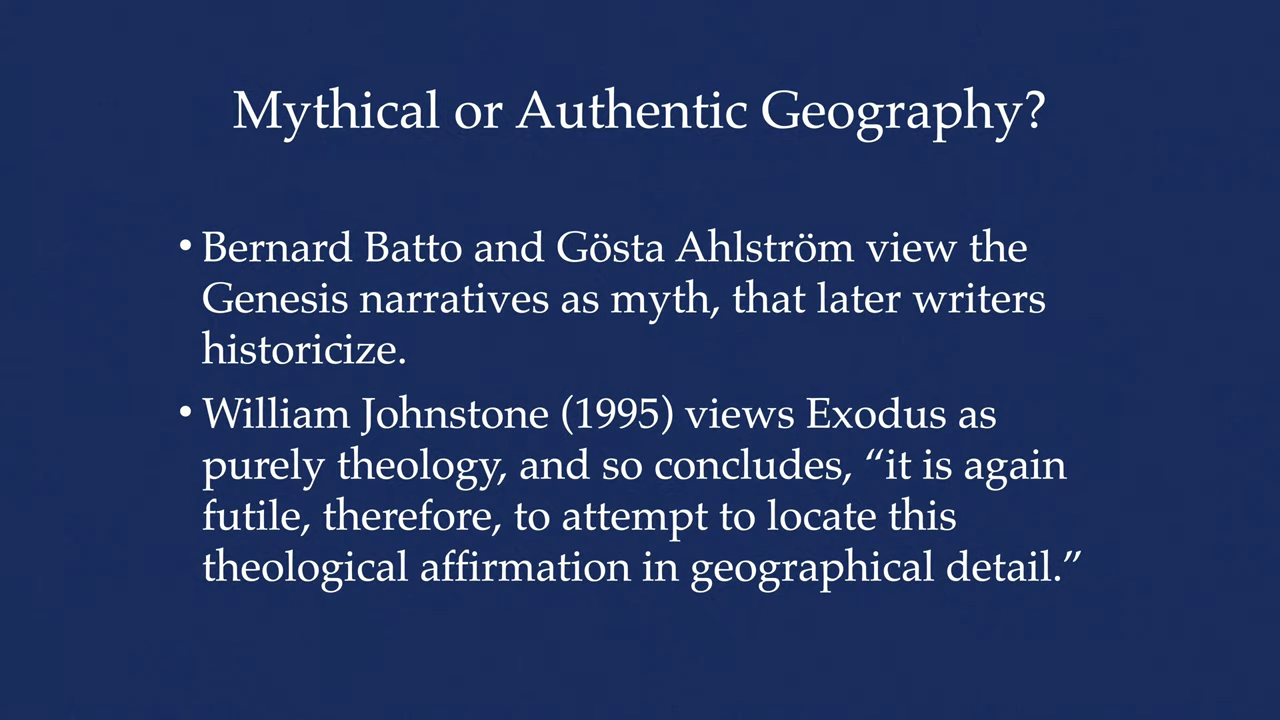 Mythical or Authentic Geography?
• Bernard Batto and Gösta Ahlström view the
Genesis narratives as myth, that later writers
historicize.
• William Johnstone (1995) views Exodus as
purely theology, and so concludes, “it is again
futile, therefore, to attempt to locate this
theological affirmation in geographical detail.”